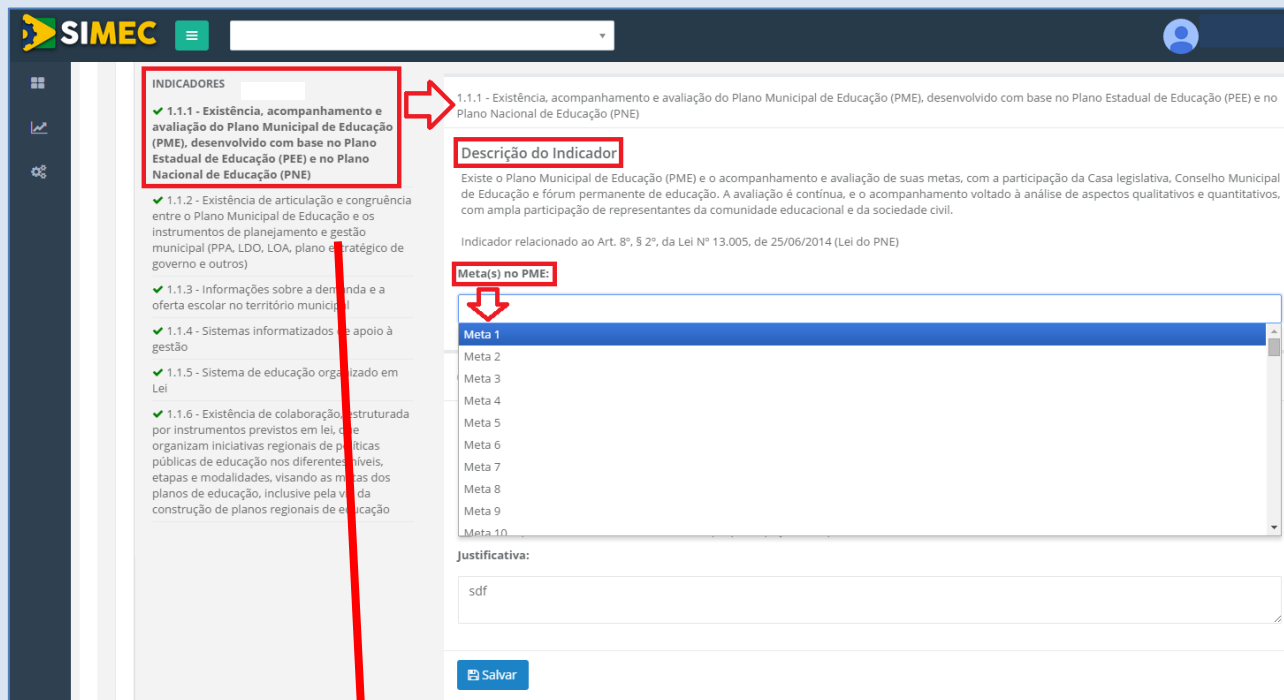 SIMEC
INDICADORES
1.1.1 - Existência, acompanhamento e
avaliação do Plano Municipal de Educação
(PME), desenvolvido com base no Plano
Estadual de Educação (PEE) e no Plano
Nacional de Educação (PNE)
1.1.2 - Existência de articulação e congruência
entre o Plano Municipal de Educação e os
instrumentos de planejamento e gestão
municipal (PPA, LDO, LOA, plano estratégico de
governo e outros)
1.1.3 - Informações sobre a demanda e a
oferta escolar no território municipal
1.1.4 - Sistemas informatizados de apoio à
gestão
1.1.5 - Sistema de educação organizado em
Lei
1.1.6 - Existência de colaboração, estruturada
por instrumentos previstos em lei, que
organizam iniciativas regionais de políticas
públicas de educação nos diferentes níveis,
etapas e modalidades, visando as metas dos
planos de educação, inclusive pela via da
construção de planos regionais de educação
1.1.1 - Existência, acompanhamento e avaliação do Plano Municipal de Educação (PME), desenvolvido com base no Plano Estadual de Educação (PEE) e no
Plano Nacional de Educação (PNE)
Descrição do Indicador
Existe o Plano Municipal de Educação (PME) e o acompanhamento e avaliação de suas metas, com a participação da Casa legislativa, Conselho Municipal
de Educação e fórum permanente de educação. A avaliação é contínua, e o acompanhamento voltado à análise de aspectos qualitativos e quantitativos,
com ampla participação de representantes da comunidade educacional e da sociedade civil.
Indicador relacionado ao Art. 8º, § 2º, da Lei Nº 13.005, de 25/06/2014 (Lei do PNE)
Meta(s) no PME:
Meta 1
Meta 2
Meta 3
Meta 4
Meta 5
Meta 6
Meta 7
Meta 8
Meta 9
Meta 10
Justificativa:
sdf
Salvar